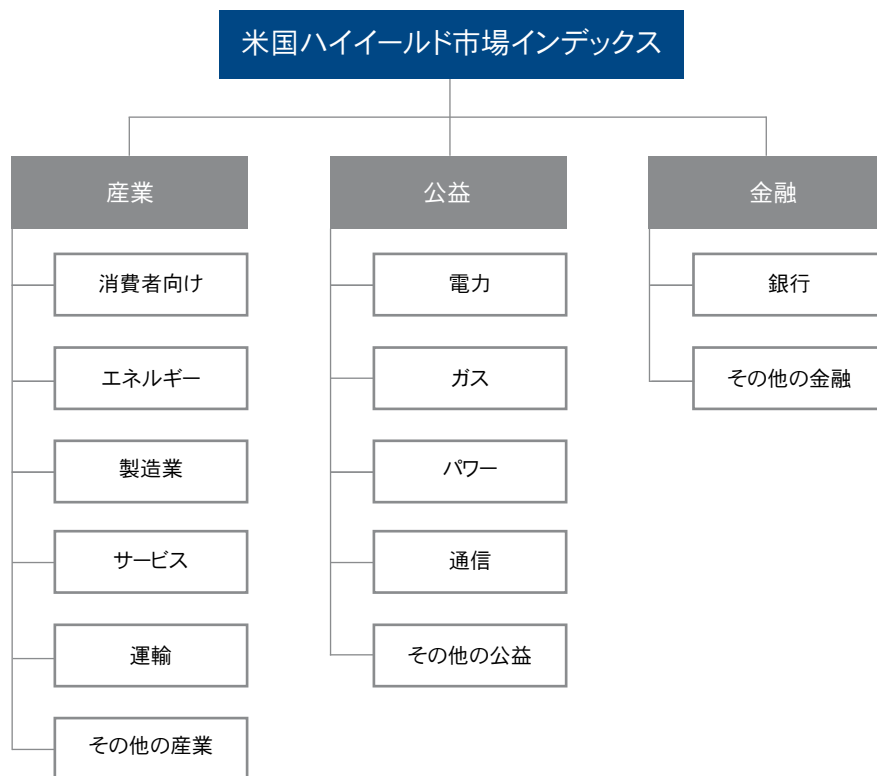 米国ハイイールド市場インデックス
産業
消費者向け
エネルギー
製造業
サービス
運輸
その他の産業
公益
電力
ガス
パワー
通信
その他の公益
金融
銀行
その他の金融